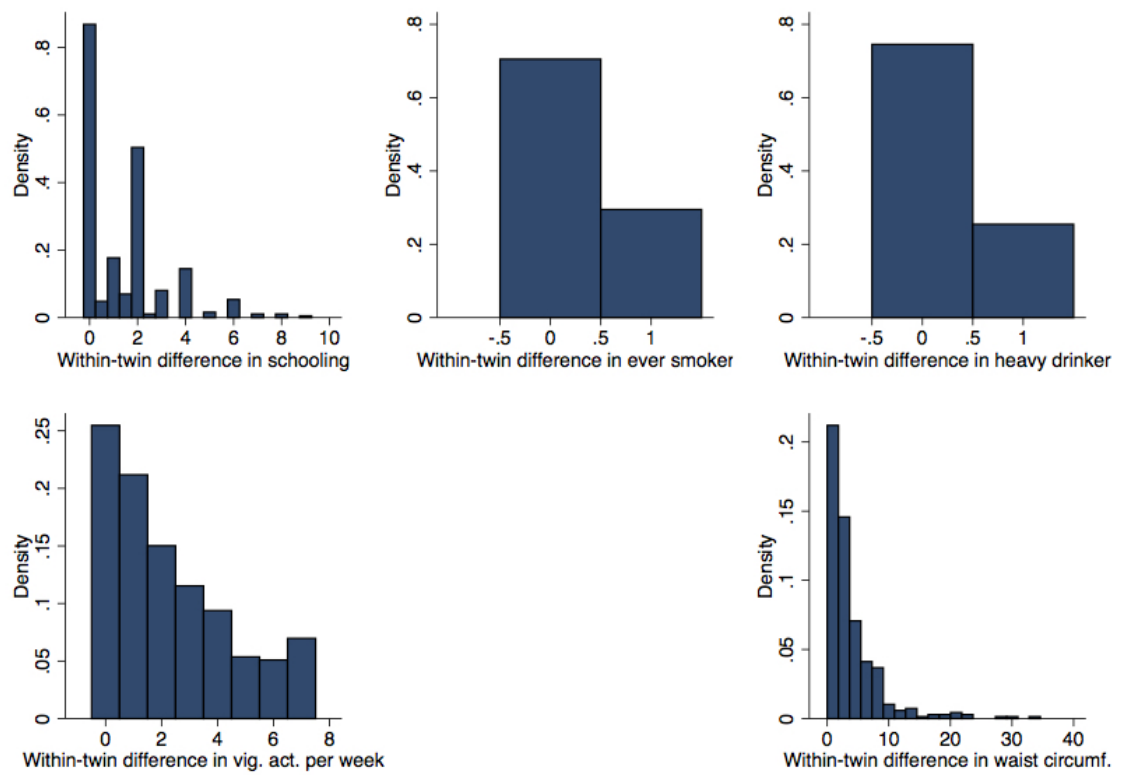 Density
0 .2 .4 .6 .8
0 2 4 6 8 10
Within-twin difference in schooling
Density
0 .2 .4 .6 .8
-.5 0 .5 1
Within-twin difference in ever smoker
Density
0 .2 .4 .6 .8
-.5 0 .5 1
Within-twin difference in heavy drinker
Density
0 .05 .1 .15 .2 .25
0 2 4 6 8
Within-twin difference in vig. act. per week
Density
0 .05 .1 .15 .2
0 10 20 30 40
Within-twin difference in waist circumf.